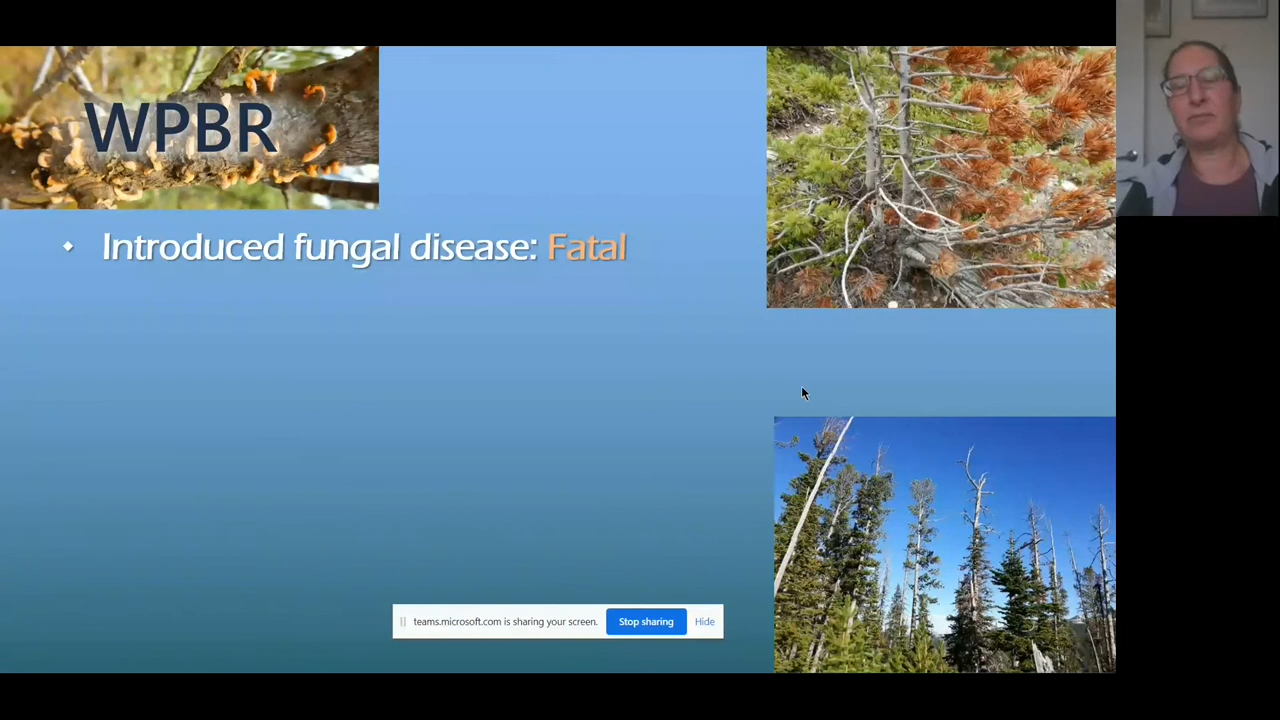 WPBR
Introduced fungal disease: Fatal
teams.microsoft.com is sharing your screen.
Stop sharing
Hide